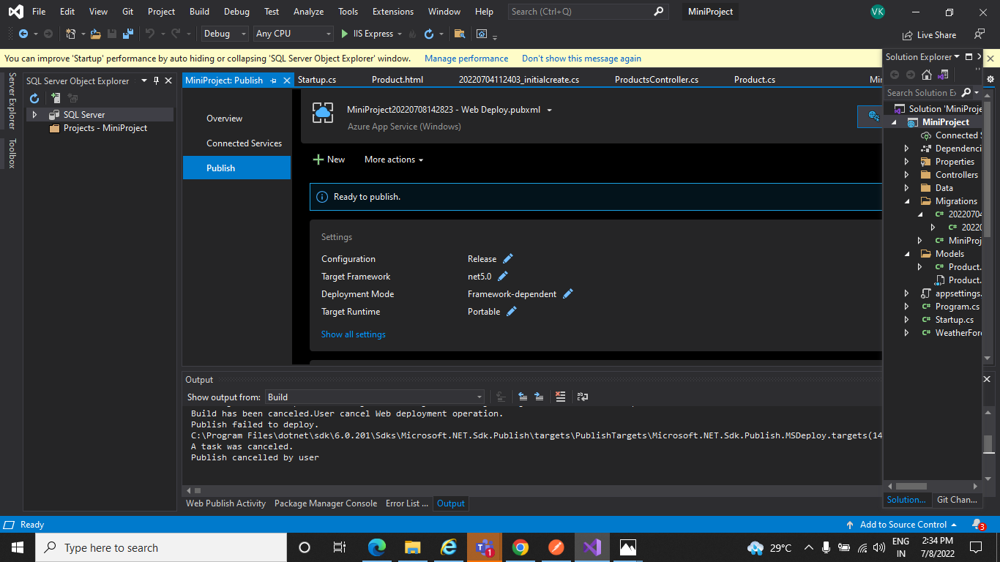 File Edit View Git Project Build Debug Test Analyze Tools Extensions Window Help Search (Ctrl+Q) MiniProject VK
Debug Any CPU IIS Express Live Share
You can improve 'Startup' performance by auto hiding or collapsing 'SQL Server Object Explorer' window. Manage performance Don't show this message again
Server Explorer
Toolbox
SQL Server Object Explorer
SQL Server
Projects - MiniProject
MiniProject: Publish Startup.cs Product.html 20220704112403_initialcreate.cs ProductsController.cs Product.cs Mi
Overview
Connected Services
Publish
MiniProject20220708142823 - Web Deploy.pubxml
Azure App Service (Windows)
New More actions
Ready to publish.
Settings
Configuration Release
Target Framework net5.0
Deployment Mode Framework-dependent
Target Runtime Portable
Show all settings
Solution Explorer
Search Solution Ex
Solution 'MiniProje
MiniProject
Connected S
Dependenci
Properties
Controllers
Data
Migrations
20220704
20220
MiniProj
Models
Product.
Product.
appsettings.
Program.cs
Startup.cs
WeatherFore
Solution... Git Chan...
Output
Show output from: Build
Build has been canceled.User cancel Web deployment operation.
Publish failed to deploy.
C:\Program Files\dotnet\sdk\6.0.201\Sdks\Microsoft.NET.Sdk.Publish\targets\PublishTargets\Microsoft.NET.Sdk.Publish.MSDeploy.targets(14
A task was canceled.
Publish cancelled by user
Web Publish Activity Package Manager Console Error List ... Output
Ready Add to Source Control 3
Type here to search 1 29°C ENG IN 2:34 PM 7/8/2022